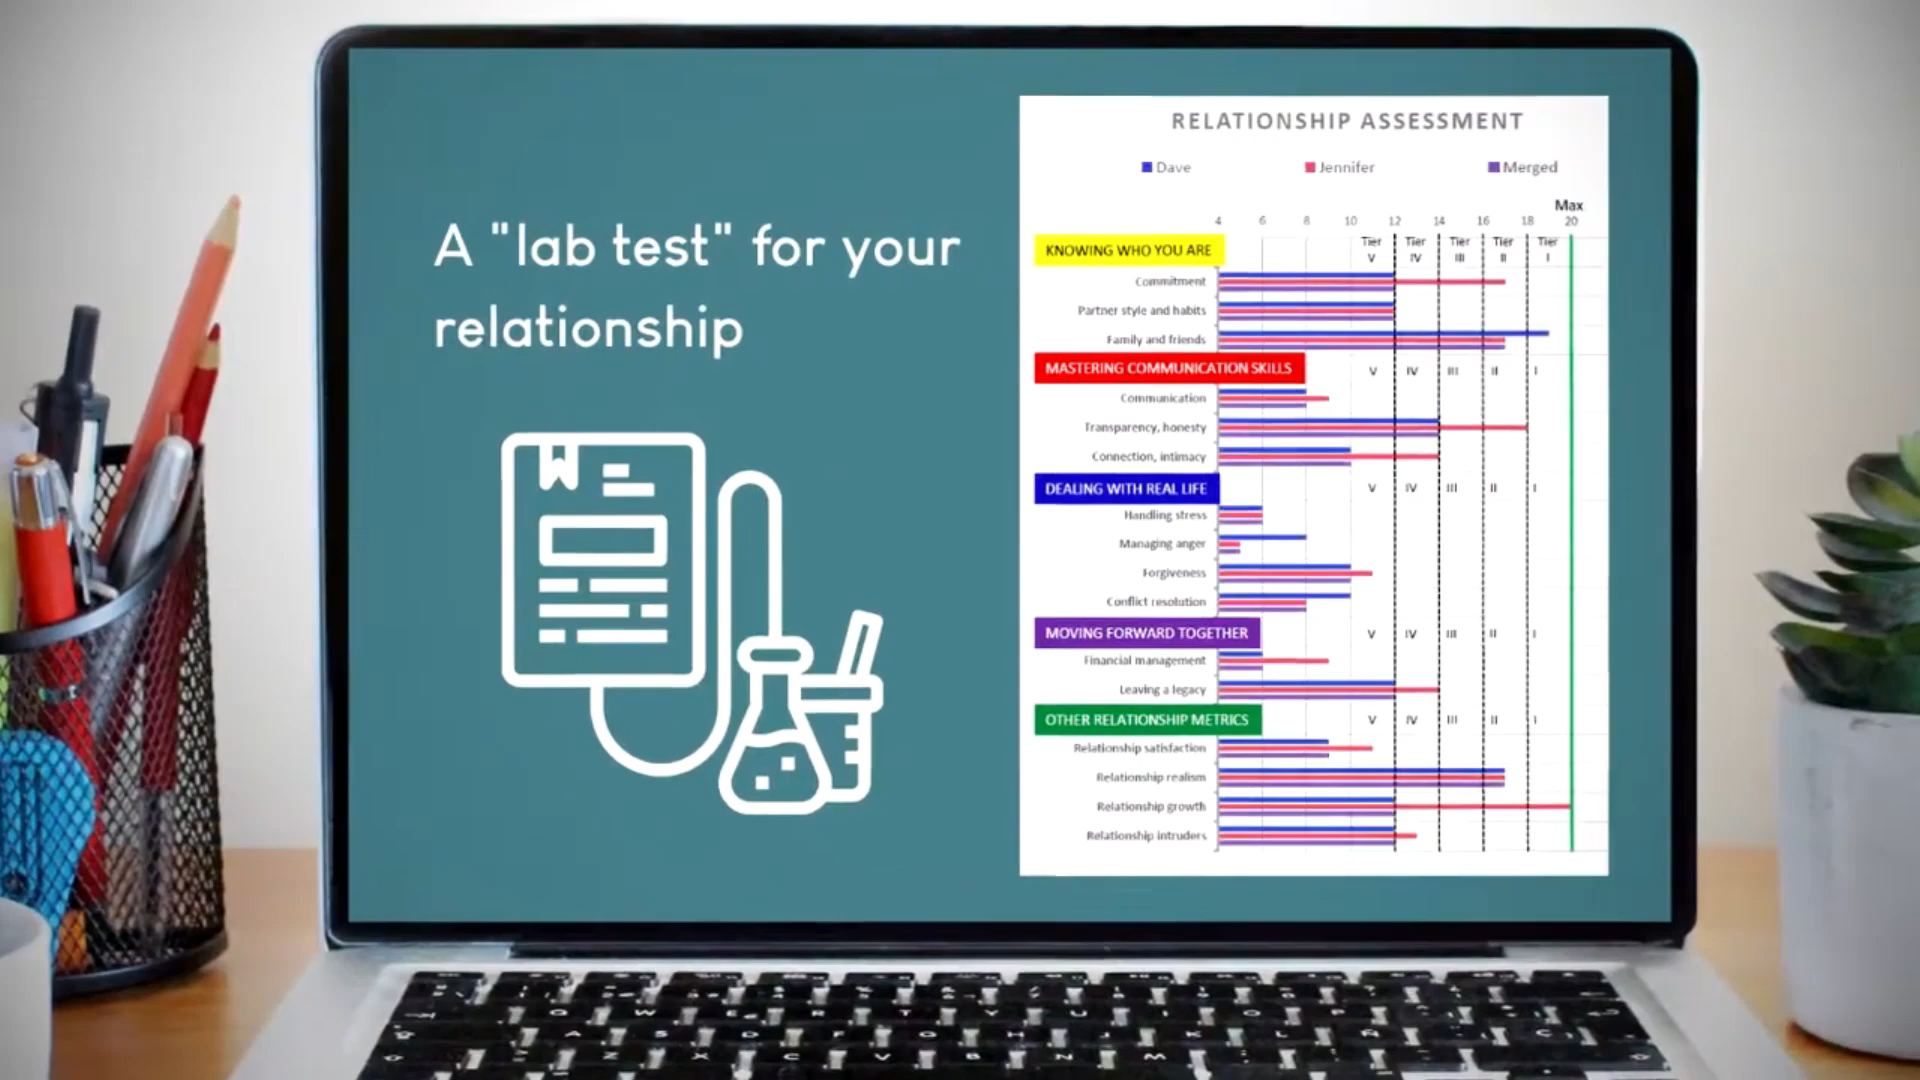 A "lab test" for your
relationship
RELATIONSHIP ASSESSMENT
Dave Jennifer Merged
Max
4 6 8 10 12 14 16 18 20
KNOWING WHO YOU ARE Tier V Tier IV Tier III Tier II Tier I
Commitment
Partner style and habits
Family and friends
MASTERING COMMUNICATION SKILLS V IV III II I
Communication
Transparency, honesty
Connection, intimacy
DEALING WITH REAL LIFE V IV III II I
Handling stress
Managing anger
Forgiveness
Conflict resolution
MOVING FORWARD TOGETHER V IV III II I
Financial management
Leaving a legacy
OTHER RELATIONSHIP METRICS V IV III II I
Relationship satisfaction
Relationship realism
Relationship growth
Relationship intruders